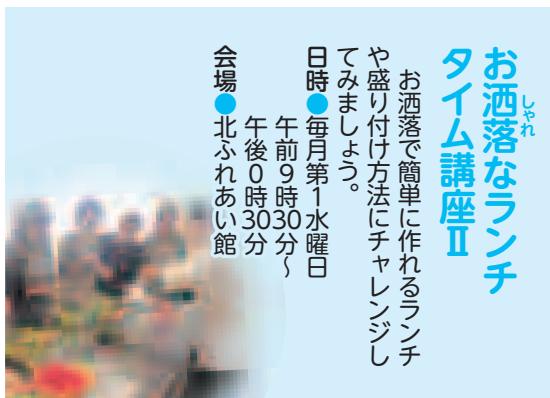 お洒落なランチ
しゃれ
タイム講座Ⅱ
お洒落で簡単に作れるランチ
や盛り付け方法にチャレンジし
てみましょう。
日時●毎月第1水曜日
午前9時30分〜
午後0時30分
会場●北ふれあい館